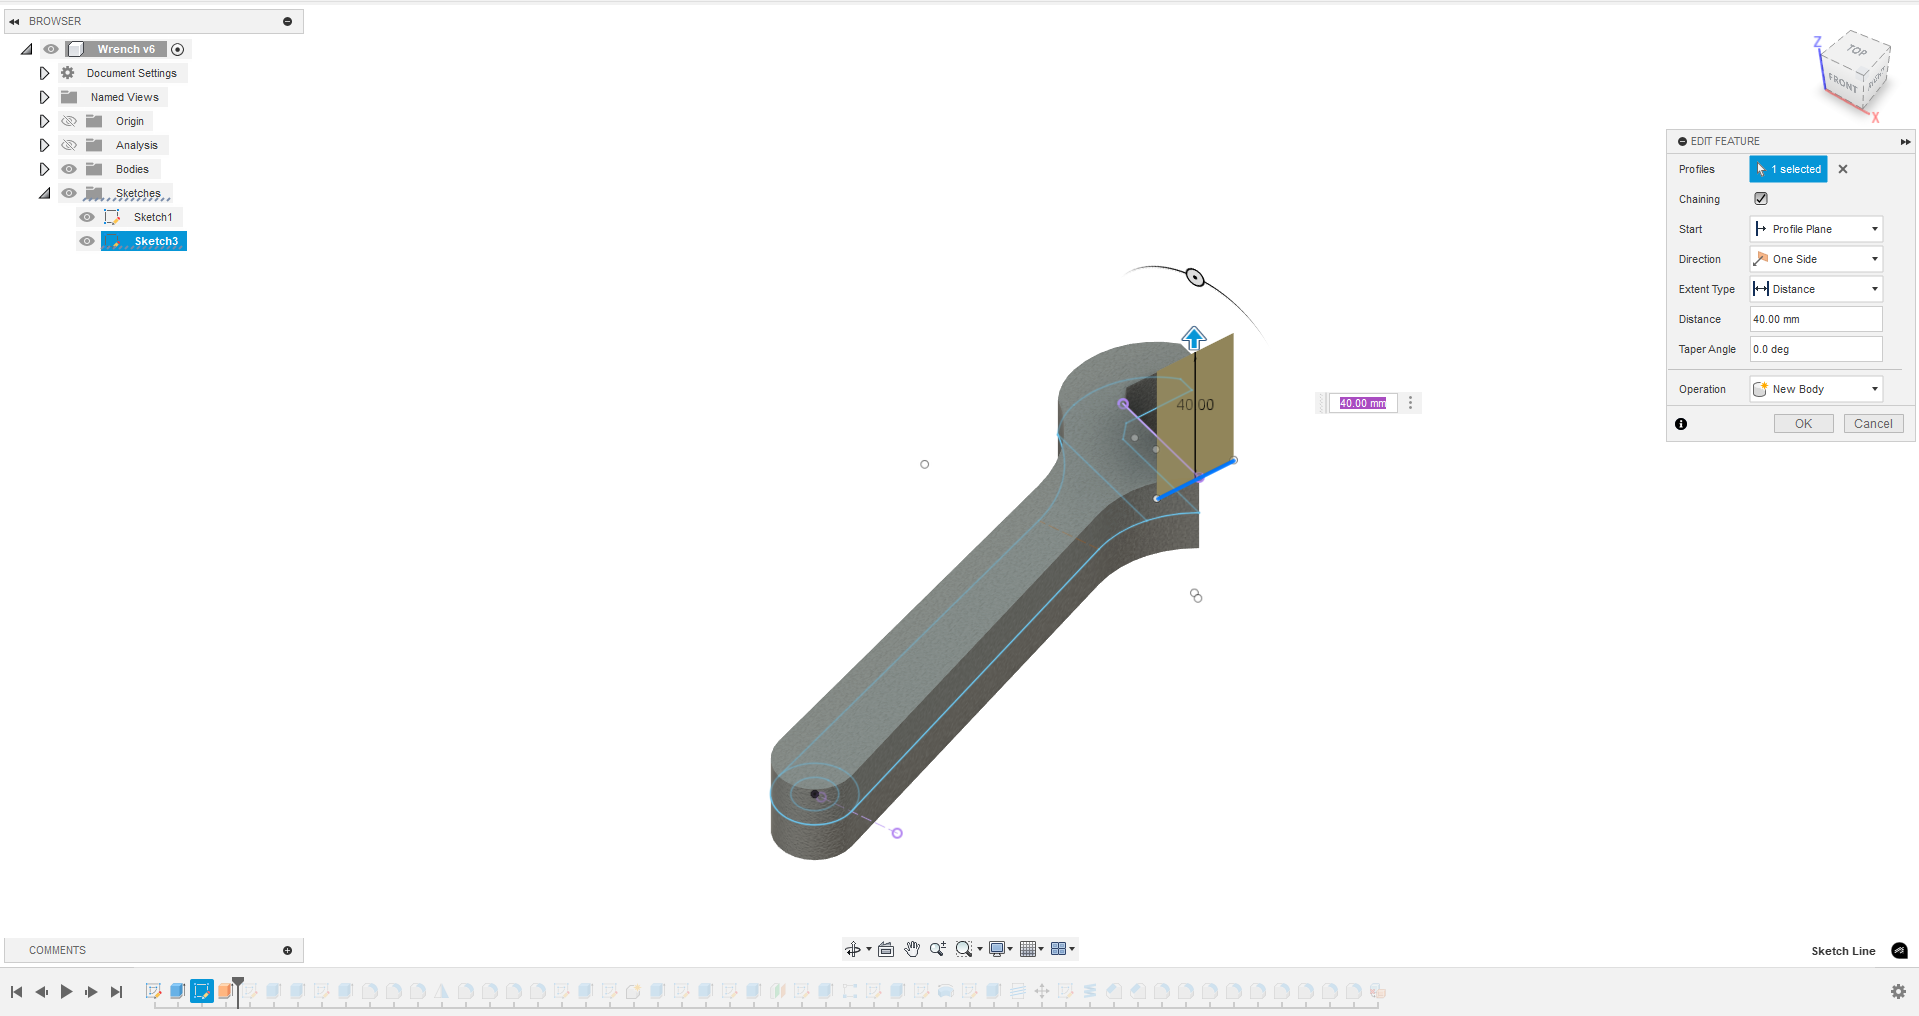 BROWSER
Wrench v6
Document Settings
Named Views
Origin
Analysis
Bodies
Sketches
Sketch1
Sketch3
Z
TOP
FRONT
RIGHT
X
EDIT FEATURE
Profiles 1 selected
Chaining
Start Profile Plane
Direction One Side
Extent Type Distance
Distance 40.00 mm
Taper Angle 0.0 deg
Operation New Body
OK Cancel
40.00
40.00 mm
COMMENTS
Sketch Line